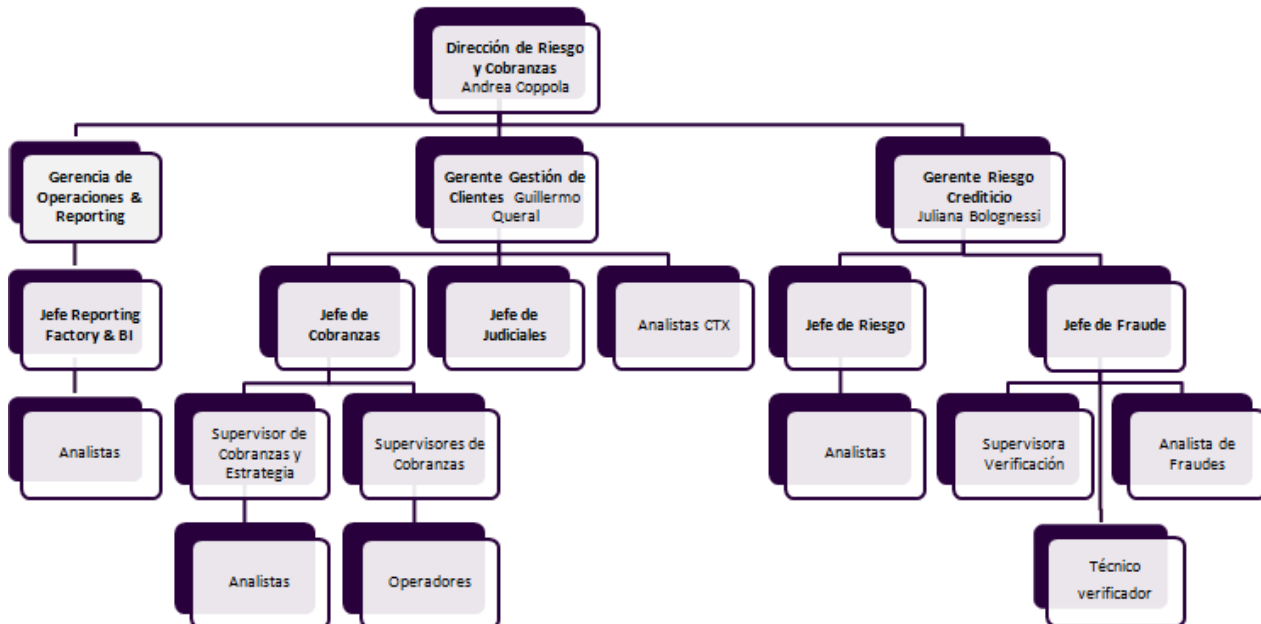 Dirección de Riesgo
y Cobranzas
Andrea Coppola
Gerencia de
Operaciones &
Reporting
Gerente Gestión de
Clientes Guillermo
Queral
Gerente Riesgo
Crediticio
Juliana Bolognessi
Jefe Reporting
Factory & BI
Jefe de
Cobranzas
Jefe de
Judiciales
Analistas CTX
Jefe de Riesgo
Jefe de Fraude
Analistas
Supervisor de
Cobranzas y
Estrategia
Supervisores de
Cobranzas
Analistas
Supervisora
Verificación
Analista de
Fraudes
Analistas
Operadores
Técnico
verificador